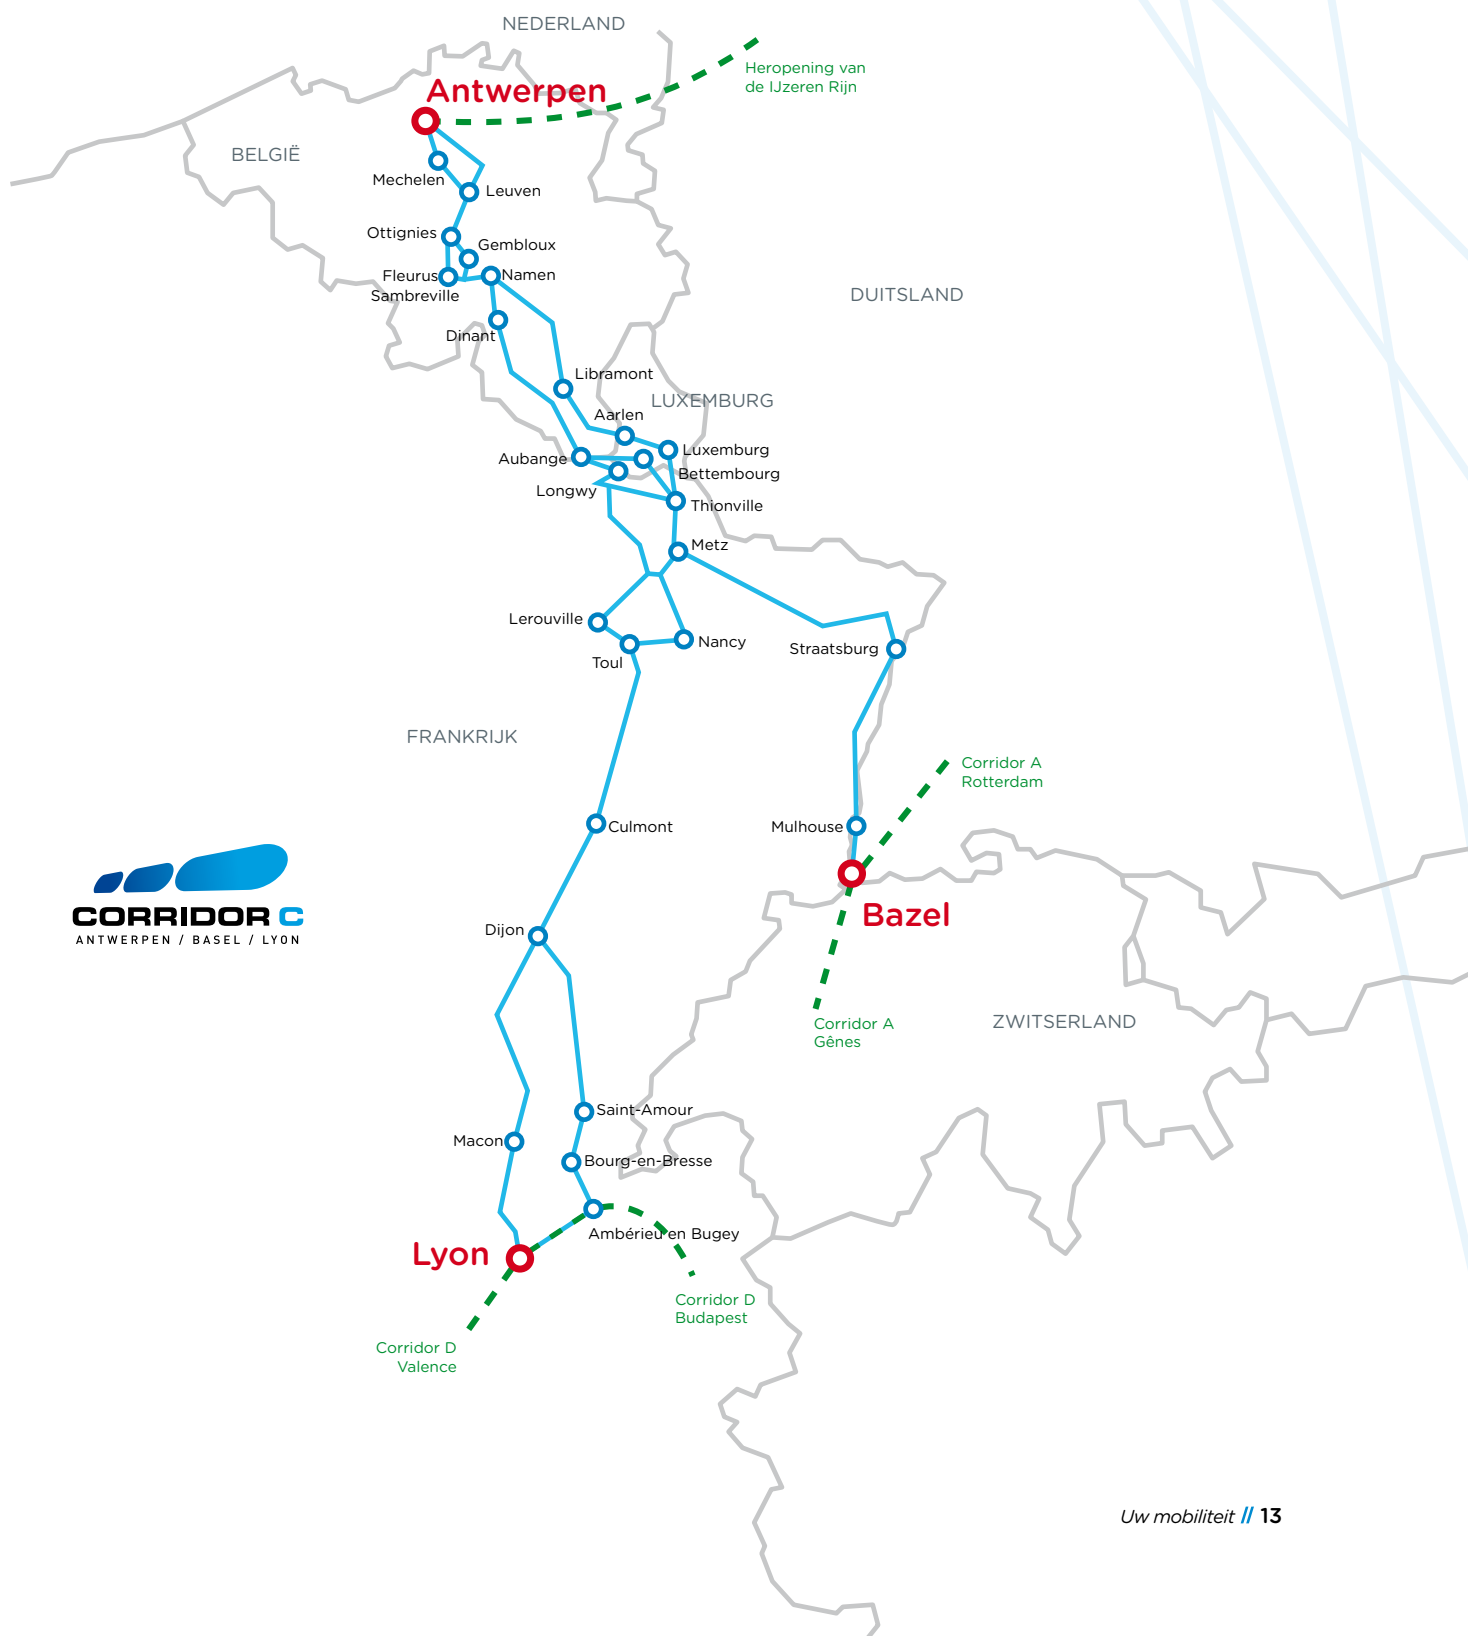 NEDERLAND
Heropening van
de IJzeren Rijn
Antwerpen
BELGIË
Mechelen
Leuven
Ottignies
Gembloux
Fleurus
Namen
Sambreville
DUITSLAND
Dinant
Libramont
LUXEMBURG
Aarlen
Luxemburg
Aubange
Bettembourg
Longwy
Thionville
Metz
Lerouville
Nancy
Straatsburg
Toul
FRANKRIJK
Corridor A
Rotterdam
Culmont
Mulhouse
CORRIDOR C
ANTWERPEN / BASEL / LYON
Bazel
Dijon
Corridor A
Gênes
ZWITSERLAND
Saint-Amour
Macon
Bourg-en-Bresse
Ambérieu en Bugey
Lyon
Corridor D
Budapest
Corridor D
Valence
Uw mobiliteit // 13